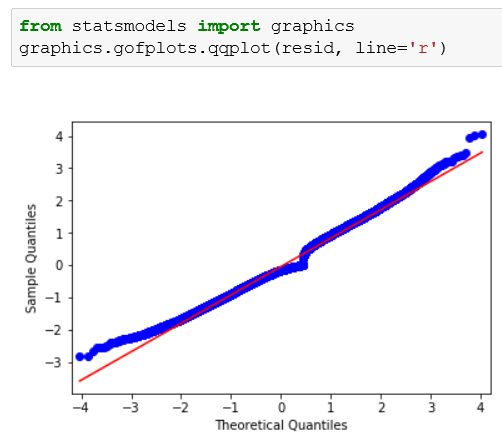 from statsmodels import graphics
graphics.gofplots.qqplot(resid, line='r')
4
3
2
1
0
−1
−2
−3
Sample Quantiles
−4 −3 −2 −1 0 1 2 3 4
Theoretical Quantiles